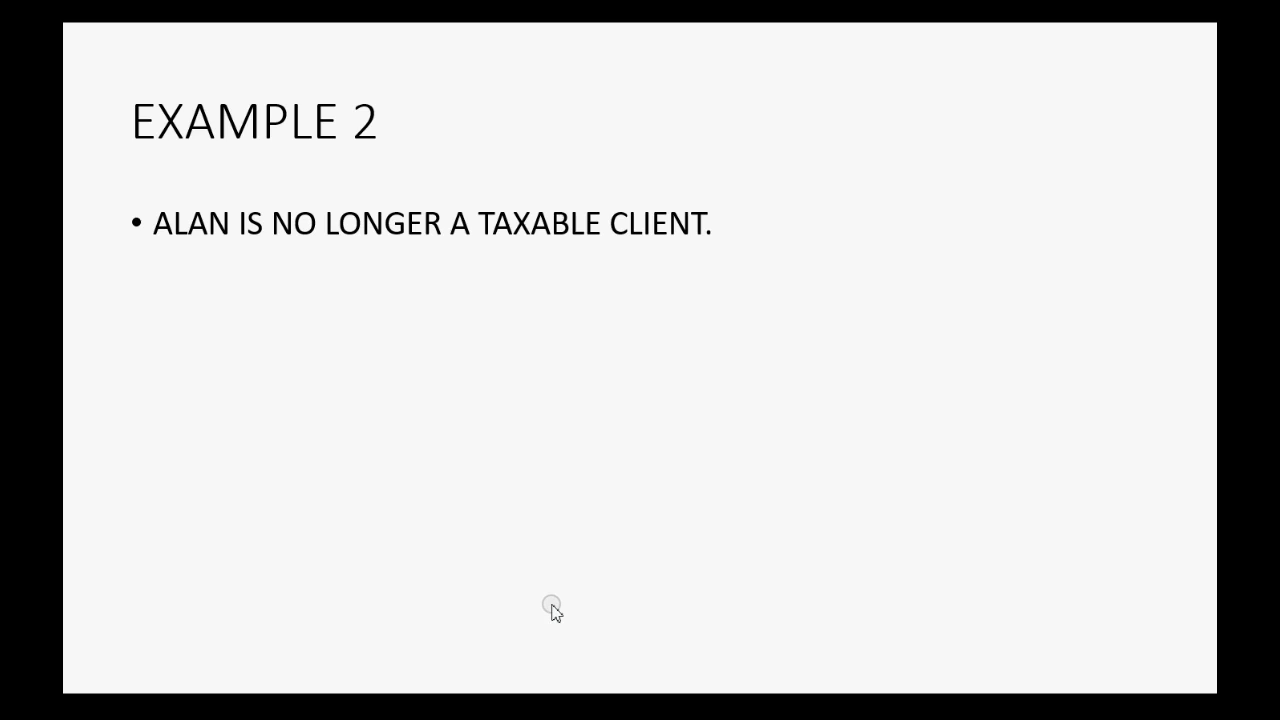 EXAMPLE 2
• ALAN IS NO LONGER A TAXABLE CLIENT.